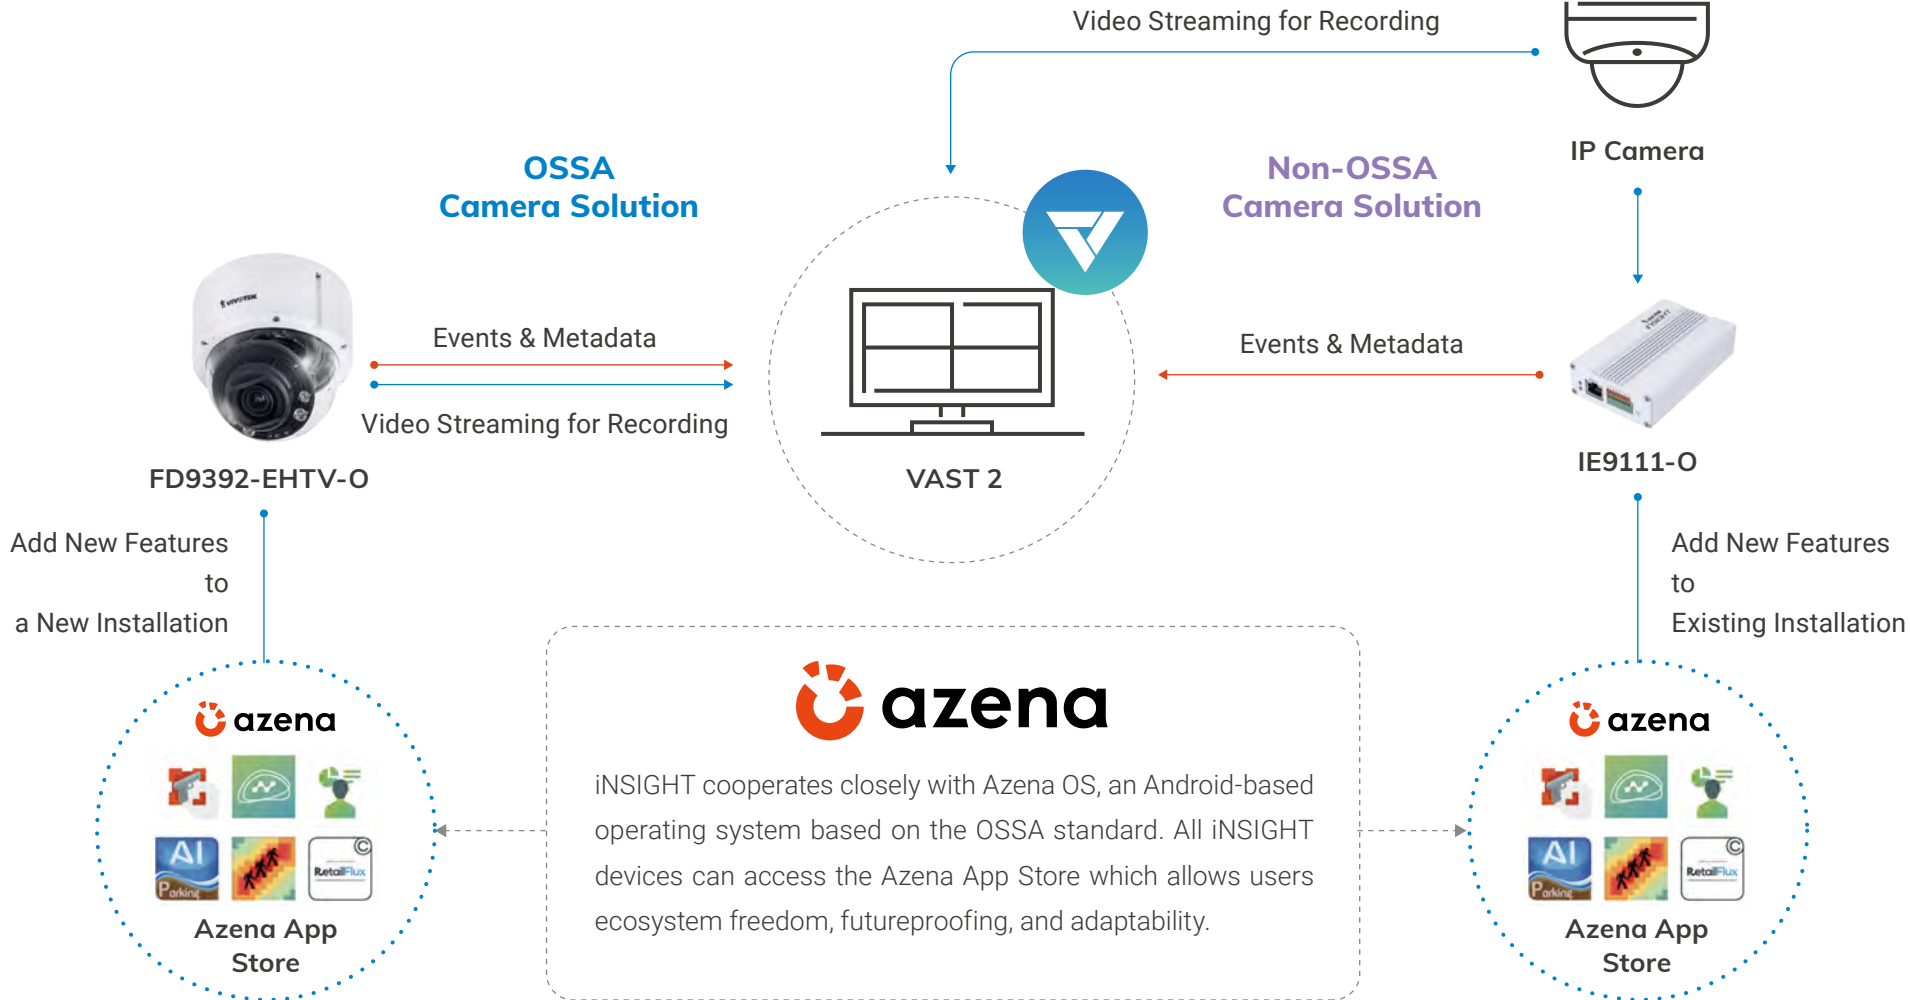 Video Streaming for Recording
IP Camera
OSSA
Camera Solution
Non-OSSA
Camera Solution
VIVOTEK
Events & Metadata
Video Streaming for Recording
FD9392-EHTV-O
VAST 2
Events & Metadata
IE9111-O
Add New Features
to
a New Installation
Add New Features
to
Existing Installation
azena
AI
Parking
RetailFlux
Azena App
Store
azena
iNSIGHT cooperates closely with Azena OS, an Android-based
operating system based on the OSSA standard. All iNSIGHT
devices can access the Azena App Store which allows users
ecosystem freedom, futureproofing, and adaptability.
azena
AI
Parking
RetailFlux
Azena App
Store